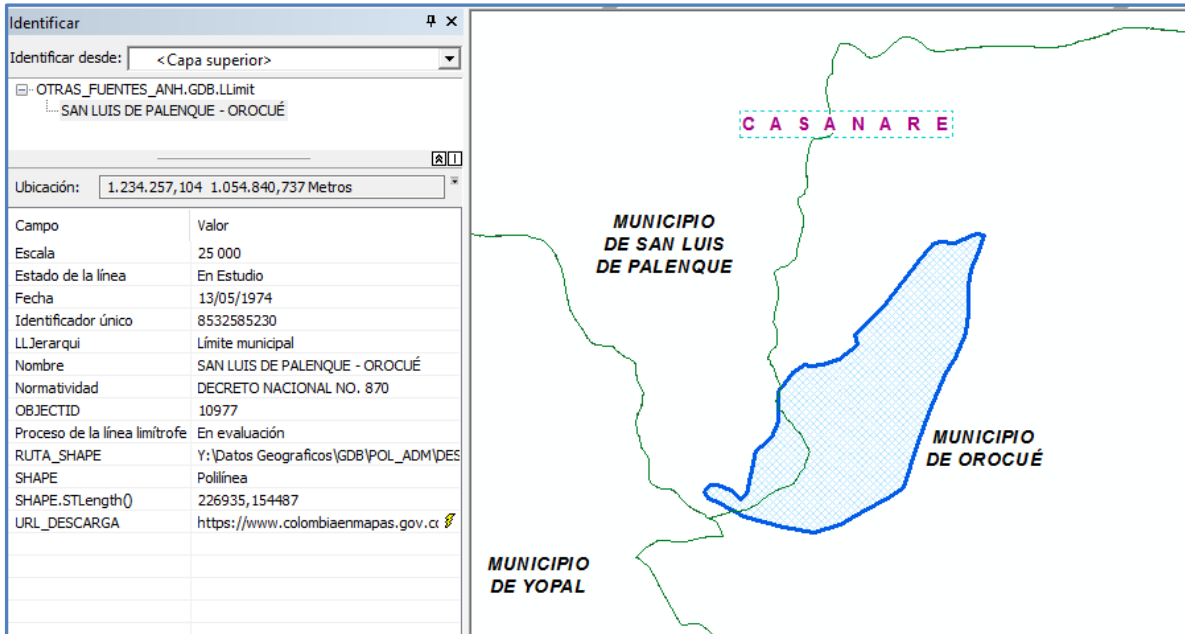 Identificar
Identificar desde: <Capa superior>
OTRAS_FUENTES_ANH.GDB.LLimit
SAN LUIS DE PALENQUE - OROCUÉ
Ubicación: 1.234.257,104 1.054.840,737 Metros
Campo Valor
Escala 25 000
Estado de la línea En Estudio
Fecha 13/05/1974
Identificador único 8532585230
LLJerarqui Límite municipal
Nombre SAN LUIS DE PALENQUE - OROCUÉ
Normatividad DECRETO NACIONAL NO. 870
OBJECTID 10977
Proceso de la línea limítrofe En evaluación
RUTA_SHAPE Y:\Datos Geograficos\GDB\POL_ADM\DES
SHAPE Polilínea
SHAPE.STLength() 226935,154487
URL_DESCARGA https://www.colombiaenmapas.gov.cc
C A S A N A R E
MUNICIPIO
DE SAN LUIS
DE PALENQUE
MUNICIPIO
DE OROCUÉ
MUNICIPIO
DE YOPAL